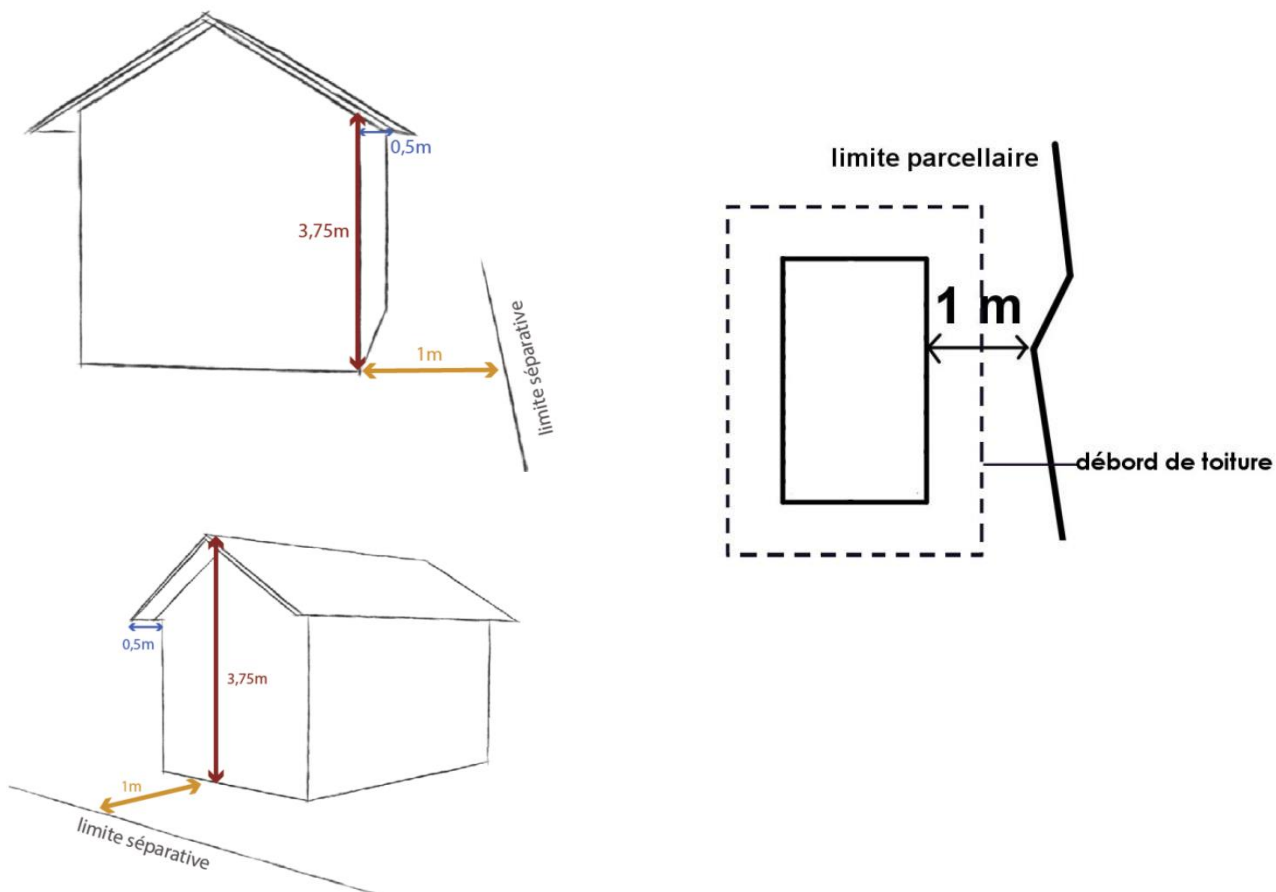 0,5m
3,75m
1m
limite séparative
limite parcellaire
1 m
débord de toiture
0,5m
3,75m
1m
limite séparative